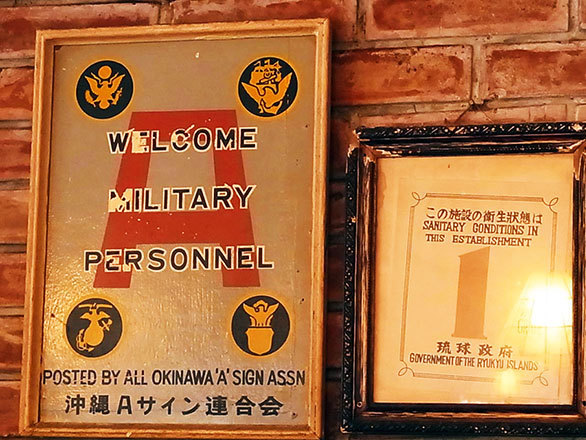 WELCOME
MILITARY
PERSONNEL
POSTED BY ALL OKINAWA 'A' SIGN ASSN
沖縄Aサイン連合会
この施設の衛生狀態は
SANITARY CONDITIONS IN
THIS ESTABLISHMENT
琉球政府
GOVERNMENT OF THE RYUKYU ISLANDS